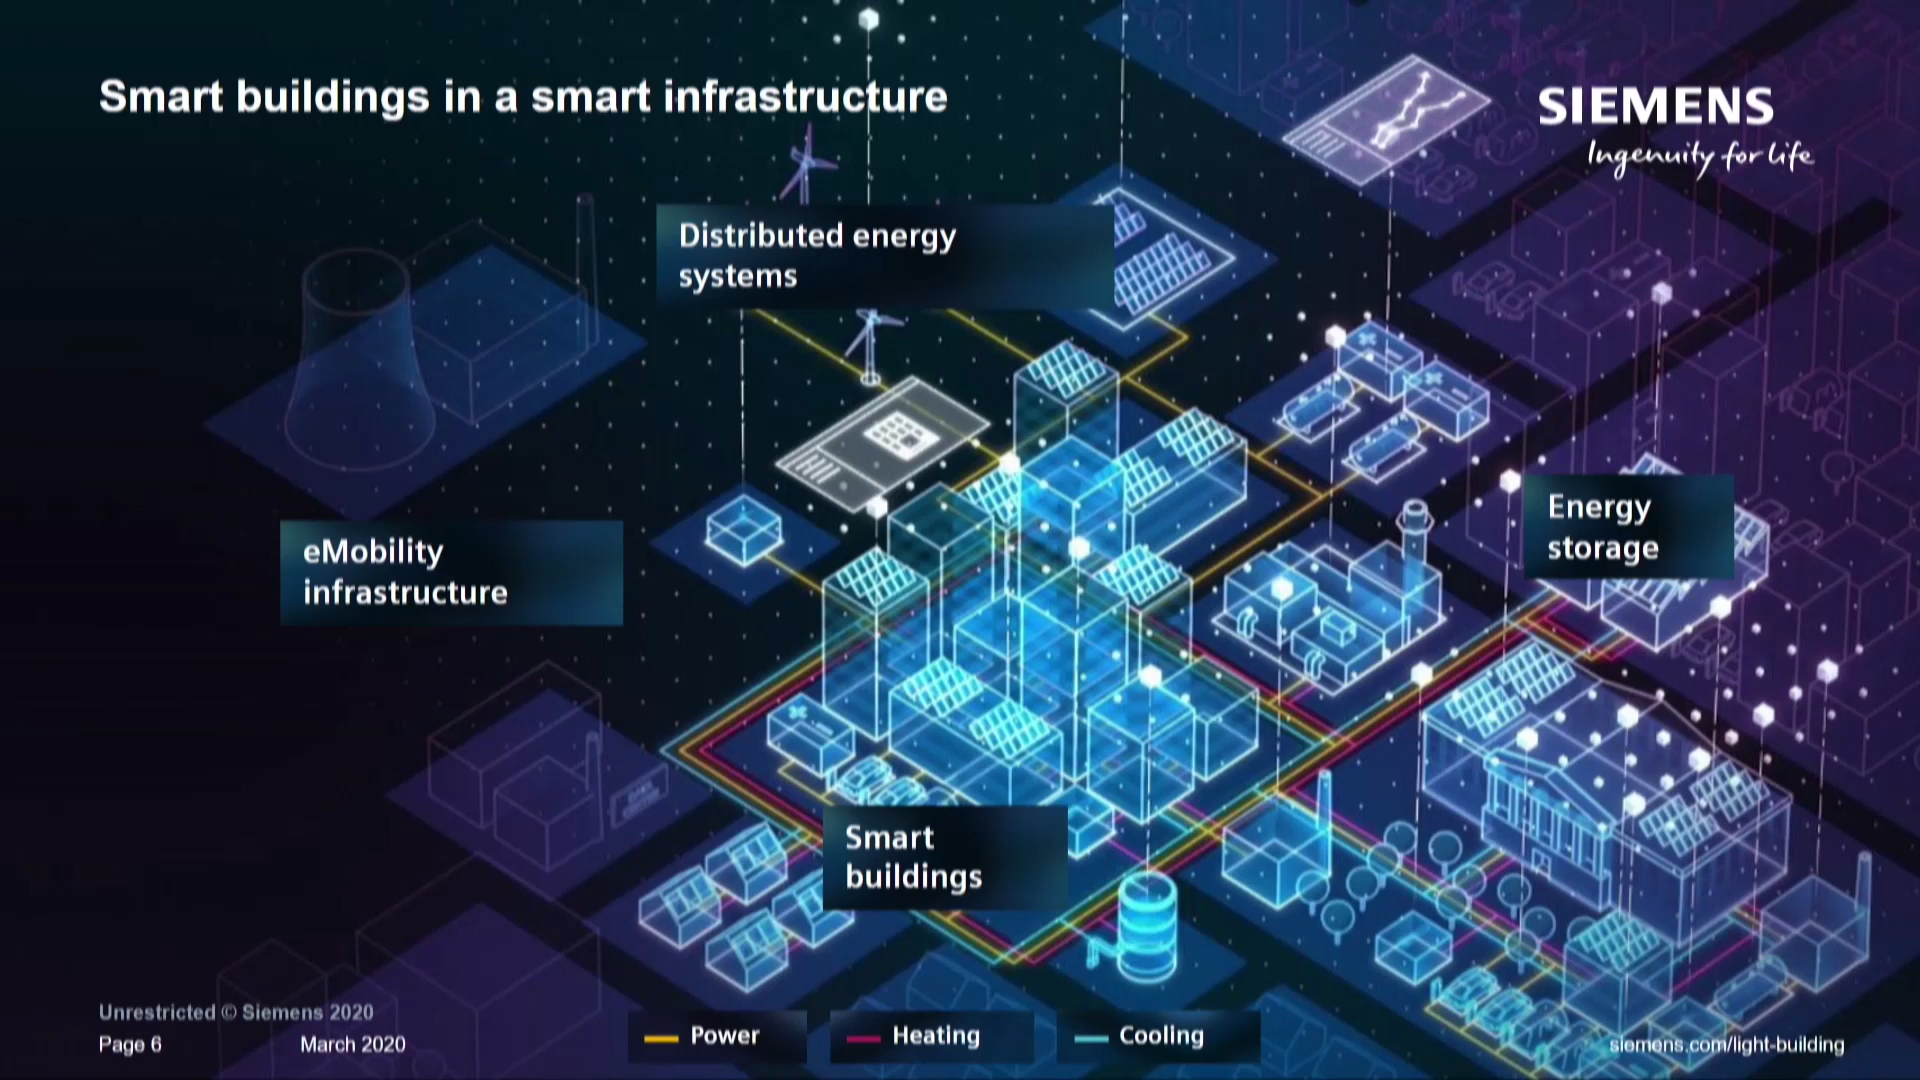 Smart buildings in a smart infrastructure
SIEMENS
Ingenuity for life
Distributed energy
systems
eMobility
infrastructure
Energy
storage
Smart
buildings
Unrestricted © Siemens 2020
Page 6
March 2020
Power
Heating
Cooling
siemens.com/light-building